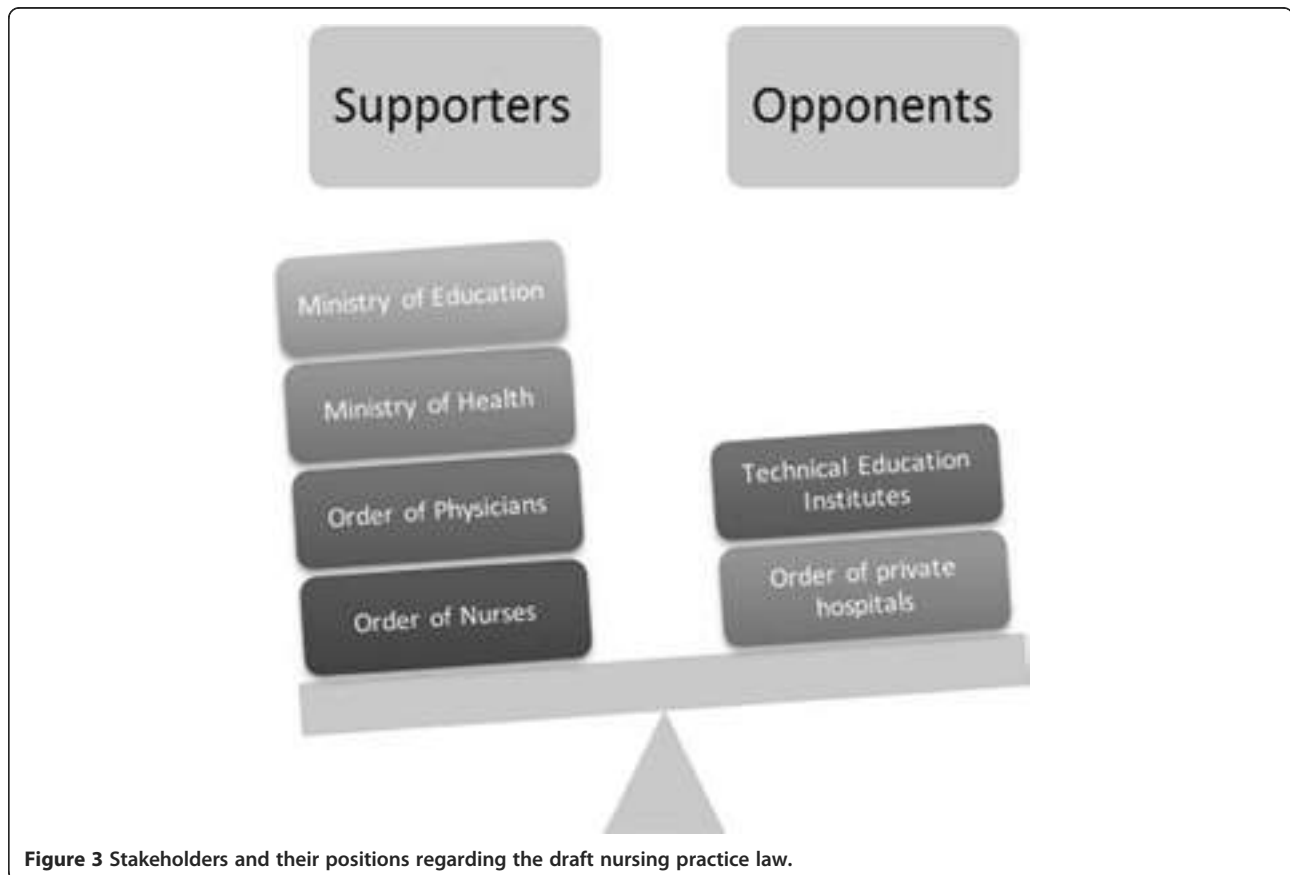 Supporters
Opponents
Ministry of Education
Ministry of Health
Order of Physicians
Order of Nurses
Technical Education
Institutes
Order of private
hospitals
Figure 3 Stakeholders and their positions regarding the draft nursing practice law.